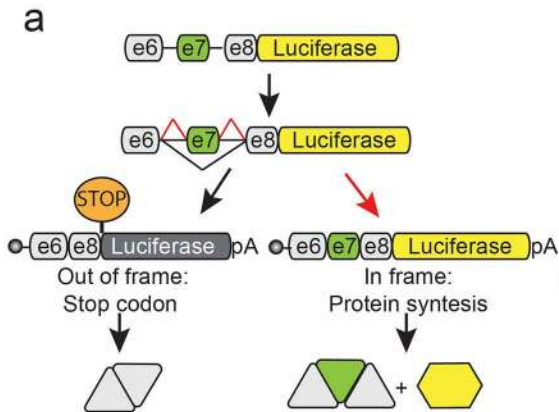 a
e6 e7 e8 Luciferase
e6 e7 e8 Luciferase
STOP
e6 e8 Luciferase pA
Out of frame:
Stop codon
e6 e7 e8 Luciferase pA
In frame:
Protein syntesis
+